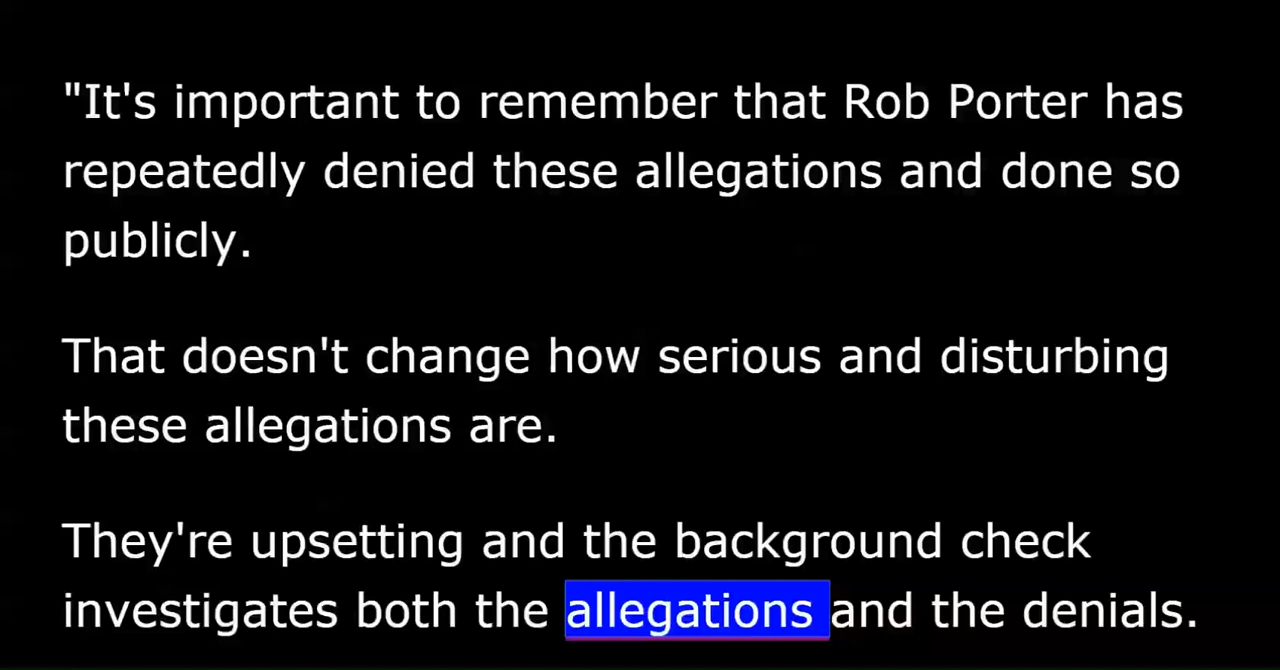 "It's important to remember that Rob Porter has
repeatedly denied these allegations and done so
publicly.
That doesn't change how serious and disturbing
these allegations are.
They're upsetting and the background check
investigates both the allegations and the denials.